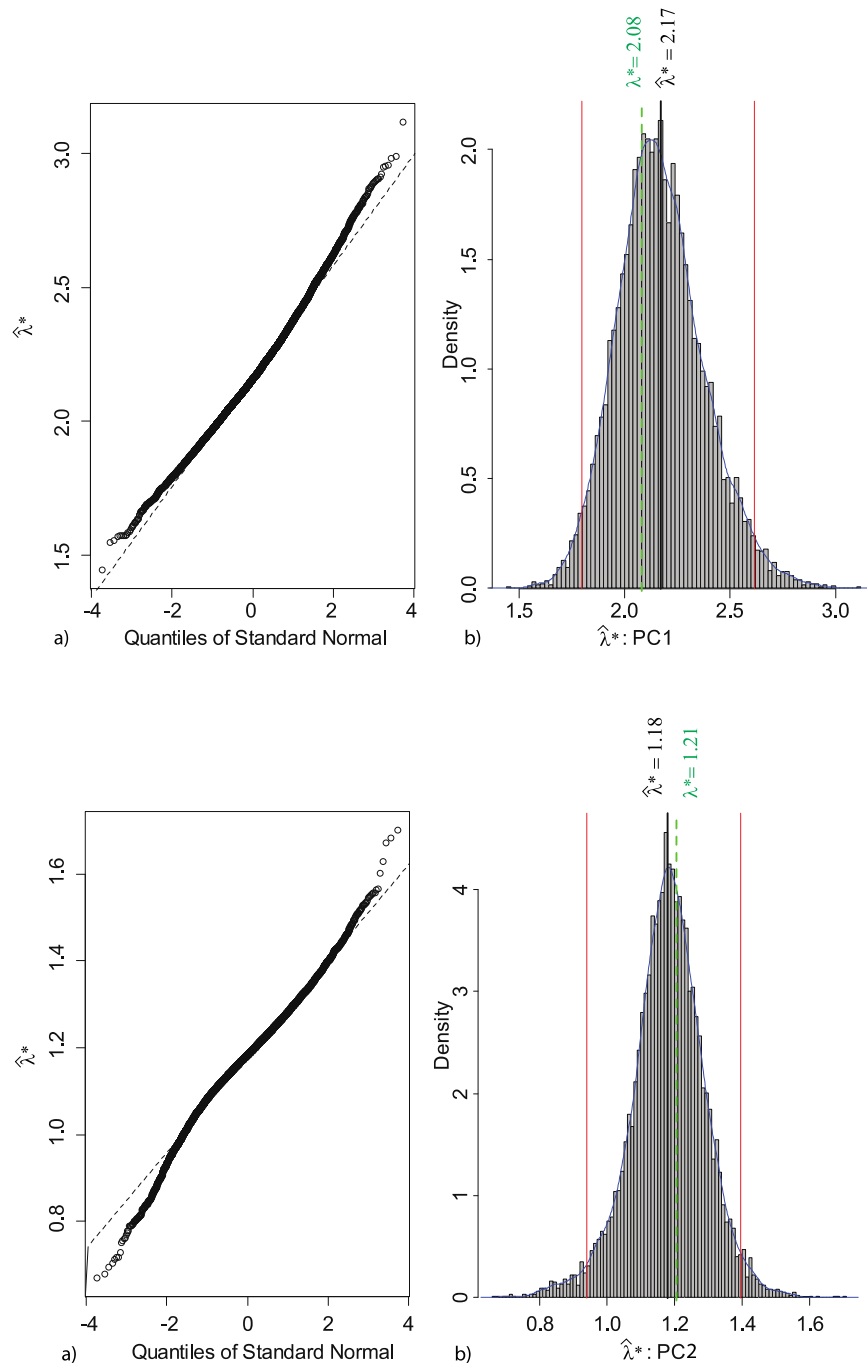 λ*= 2.08
λ̂*= 2.17
λ̂*
3.0
2.5
2.0
1.5
-4
-2
0
2
4
a)
Quantiles of Standard Normal
Density
2.0
1.5
1.0
0.5
0.0
1.5
2.0
2.5
3.0
b)
λ̂*: PC1
λ̂* = 1.18
λ*= 1.21
λ̂*
1.6
1.4
1.2
1.0
0.8
-4
-2
0
2
4
a)
Quantiles of Standard Normal
Density
4
3
2
1
0
0.8
1.0
1.2
1.4
1.6
b)
λ̂*: PC2